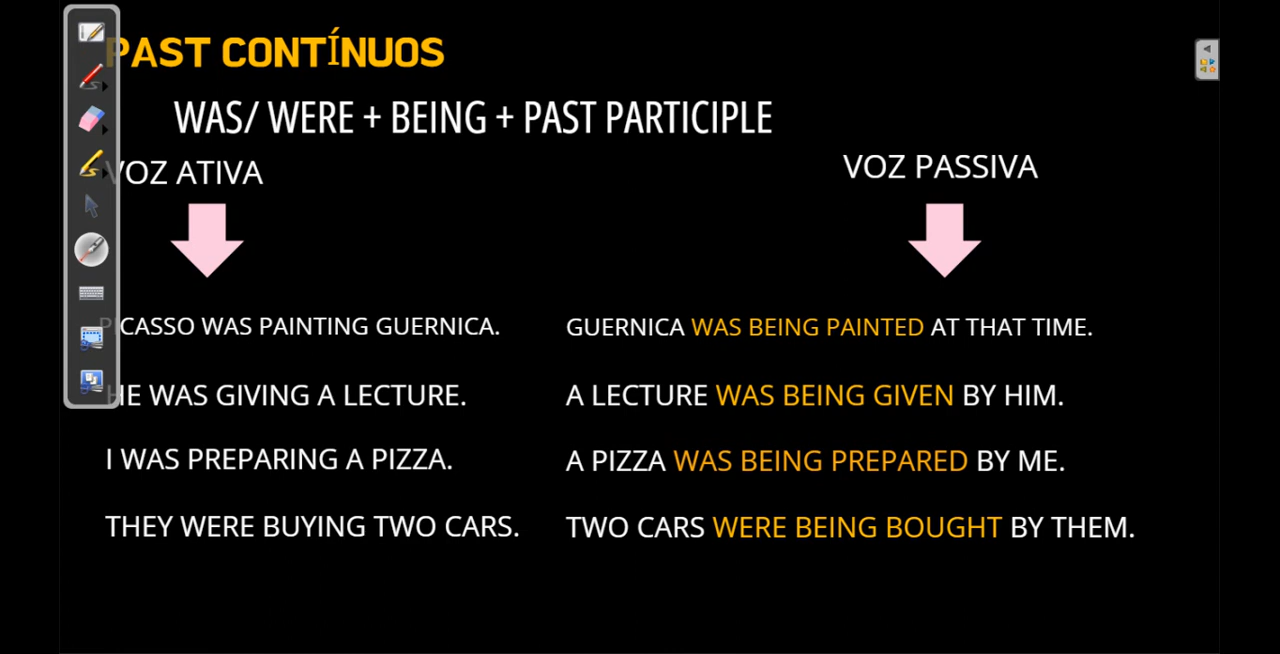 PAST CONTÍNUOS
WAS/ WERE + BEING + PAST PARTICIPLE
VOZ ATIVA
VOZ PASSIVA
PICASSO WAS PAINTING GUERNICA.
GUERNICA WAS BEING PAINTED AT THAT TIME.
HE WAS GIVING A LECTURE.
A LECTURE WAS BEING GIVEN BY HIM.
I WAS PREPARING A PIZZA.
A PIZZA WAS BEING PREPARED BY ME.
THEY WERE BUYING TWO CARS.
TWO CARS WERE BEING BOUGHT BY THEM.